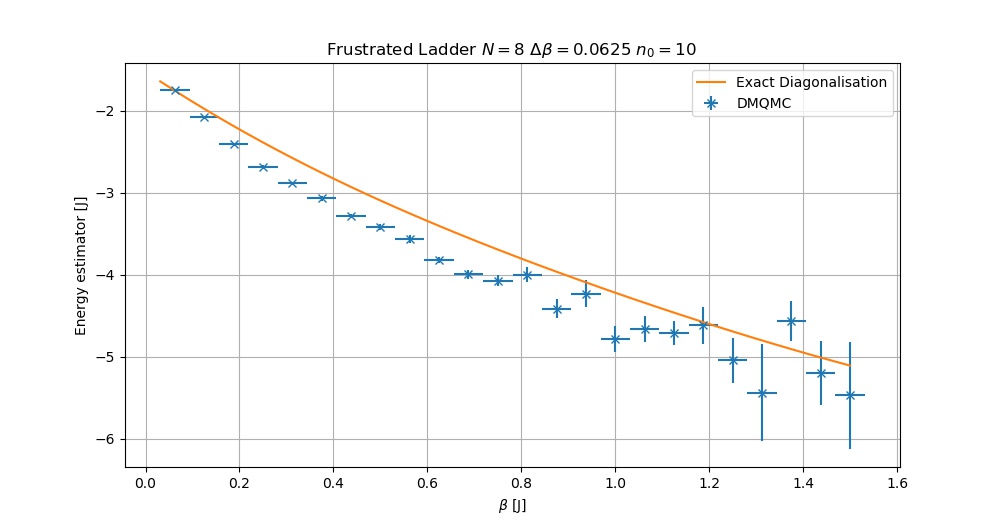 Frustrated Ladder N = 8 Δβ = 0.0625 n₀ = 10
Exact Diagonalisation
DMQMC
Energy estimator [J]
−2
−3
−4
−5
−6
0.0 0.2 0.4 0.6 0.8 1.0 1.2 1.4 1.6
β [J]